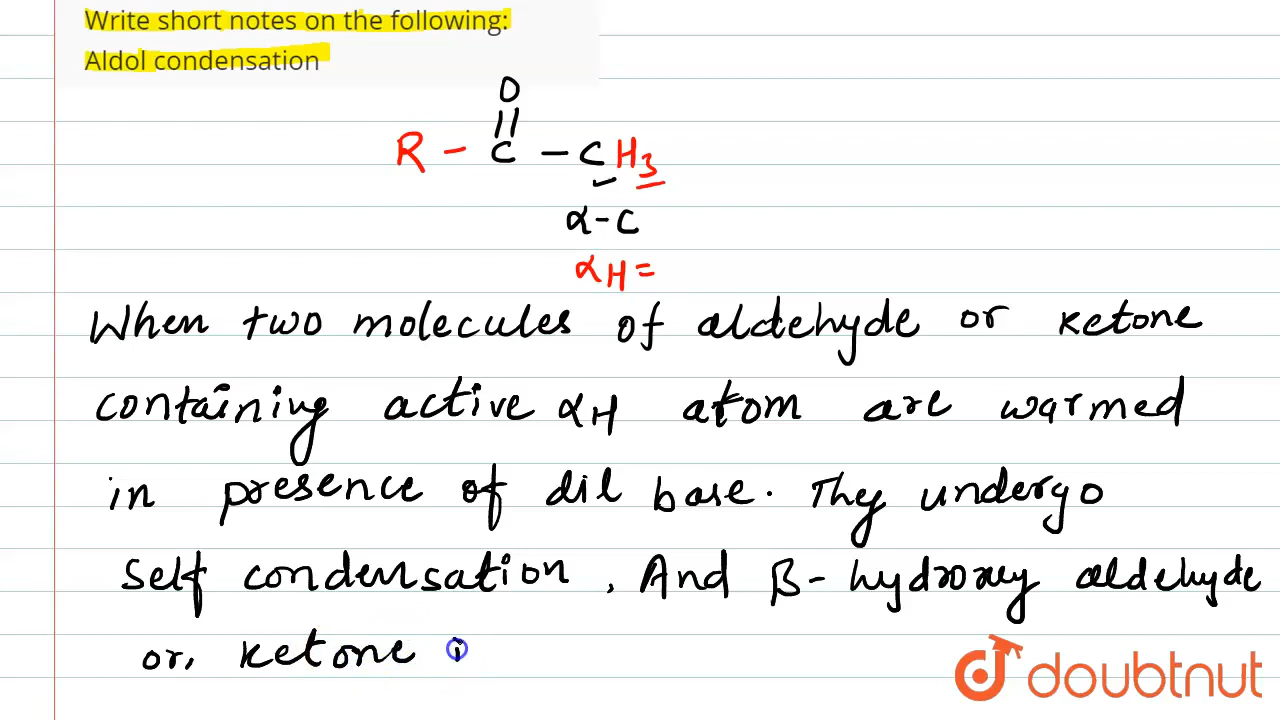 Write short notes on the following:
Aldol condensation
O
R - C - CH3
α-C
αH =
When two molecules of aldehyde or ketone
containing active αH atom are warmed
in presence of dil base. They undergo
self condensation, And β-hydroxy aldehyde
or, ketone i
doubtnut